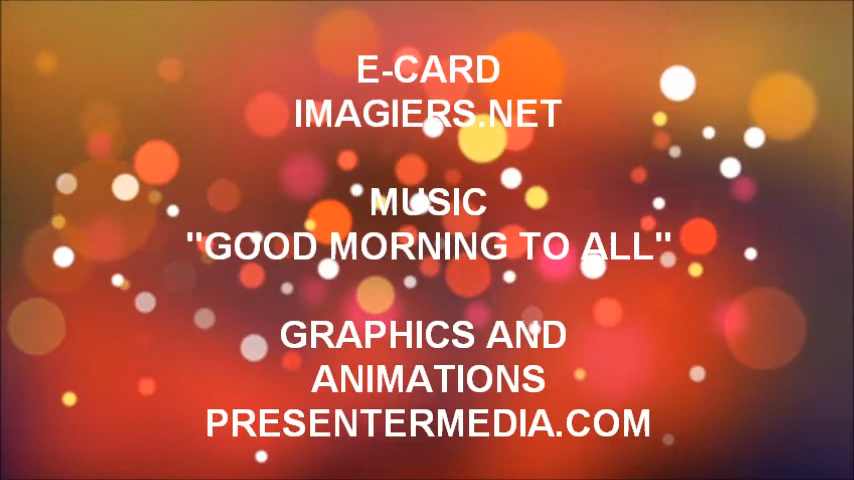 E-CARD
IMAGIERS.NET
MUSIC
"GOOD MORNING TO ALL"
GRAPHICS AND
ANIMATIONS
PRESENTERMEDIA.COM